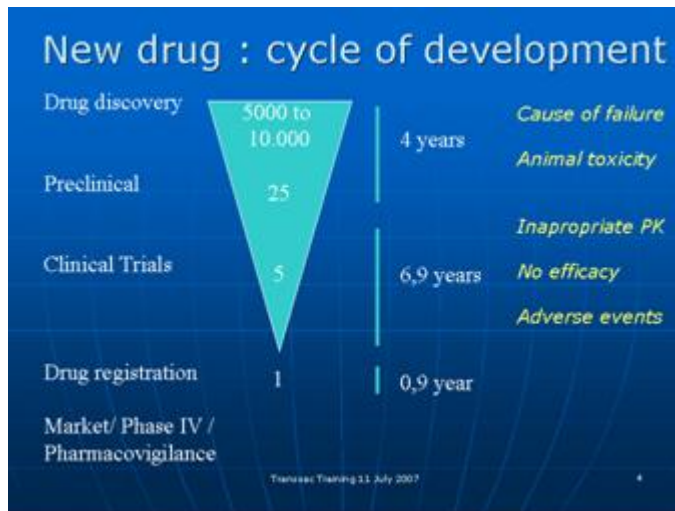 New drug : cycle of development
Drug discovery
5000 to
10.000
4 years
Cause of failure
Animal toxicity
Preclinical
25
Inapropriate PK
Clinical Trials
5
6,9 years
No efficacy
Adverse events
Drug registration
1
0,9 year
Market/ Phase IV /
Pharmacovigilance
Training 11 July 2007
4